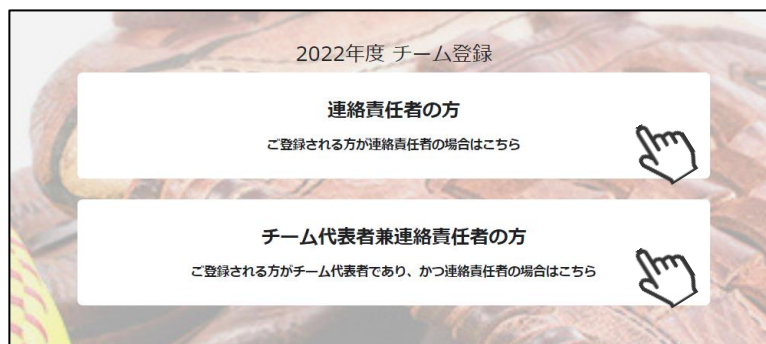 2022年度 チーム登録
連絡責任者の方
ご登録される方が連絡責任者の場合はこちら
チーム代表者兼連絡責任者の方
ご登録される方がチーム代表者であり、かつ連絡責任者の場合はこちら